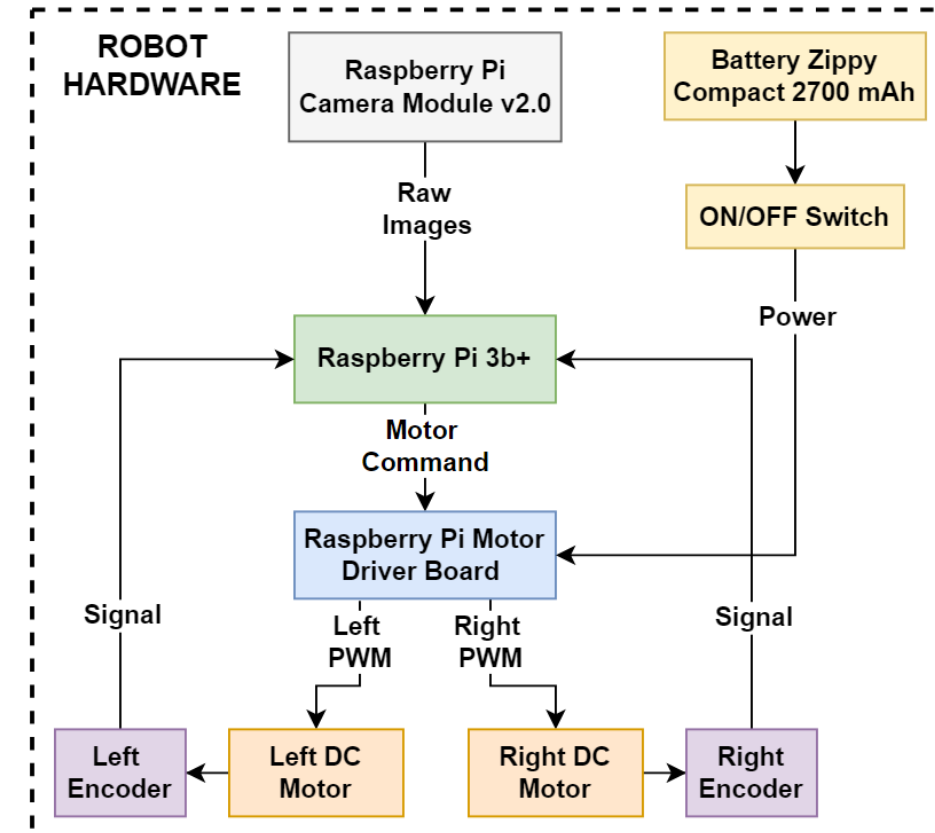 ROBOT
HARDWARE
Raspberry Pi
Camera Module v2.0
Battery Zippy
Compact 2700 mAh
ON/OFF Switch
Raw
Images
Power
Raspberry Pi 3b+
Motor
Command
Raspberry Pi Motor
Driver Board
Signal
Left
PWM
Right
PWM
Signal
Left
Encoder
Left DC
Motor
Right DC
Motor
Right
Encoder